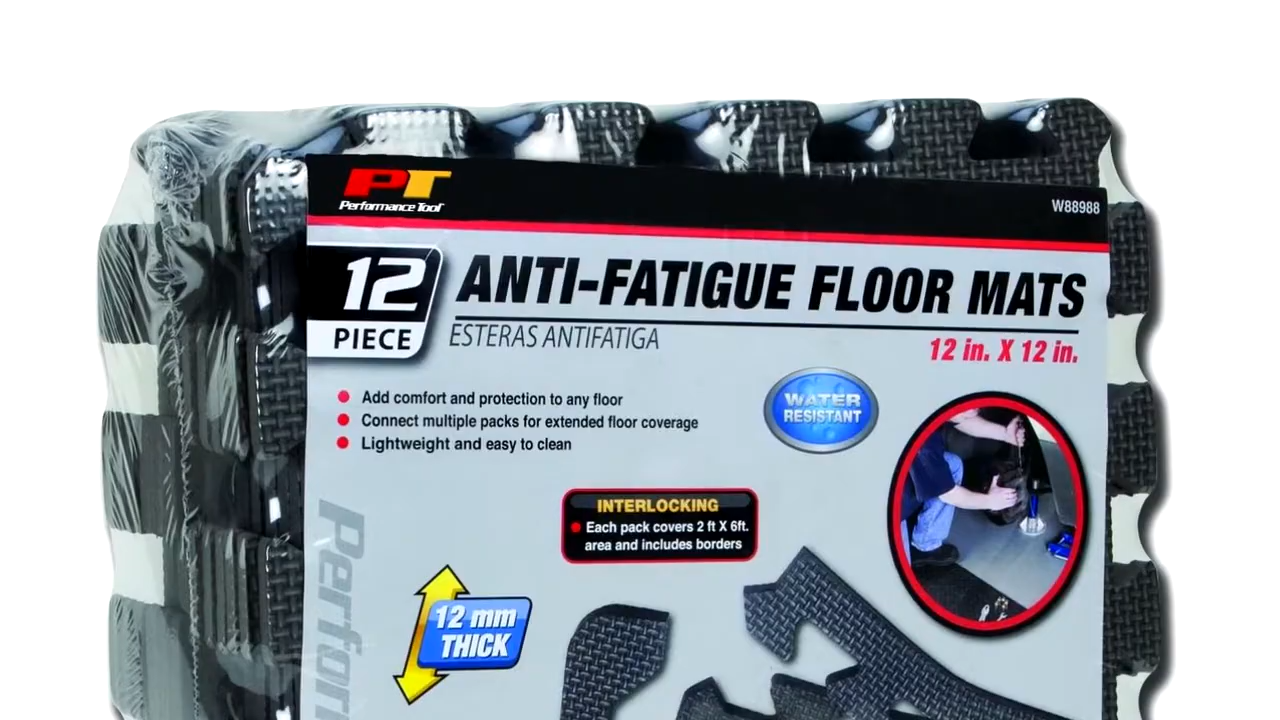 PT
Performance Tool
W88988
12
PIECE
ANTI-FATIGUE FLOOR MATS
ESTERAS ANTIFATIGA
12 in. X 12 in.
Add comfort and protection to any floor
Connect multiple packs for extended floor coverage
Lightweight and easy to clean
WATER
RESISTANT
INTERLOCKING
Each pack covers 2 ft X 6ft.
area and includes borders
12 mm
THICK
Perform